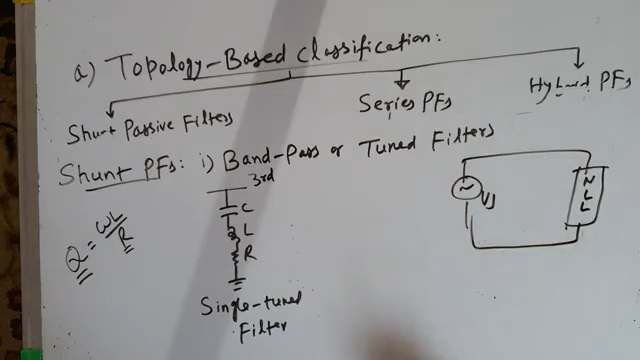 a) Topology-Based Classification:
Shunt Passive Filters
Series PFs
Hybrid PFs
Shunt PFs: i) Band-Pass or Tuned Filters
3rd
C
L
R
Q = ωL/R
Single-tuned
Filter
~
Vs
N
L
L